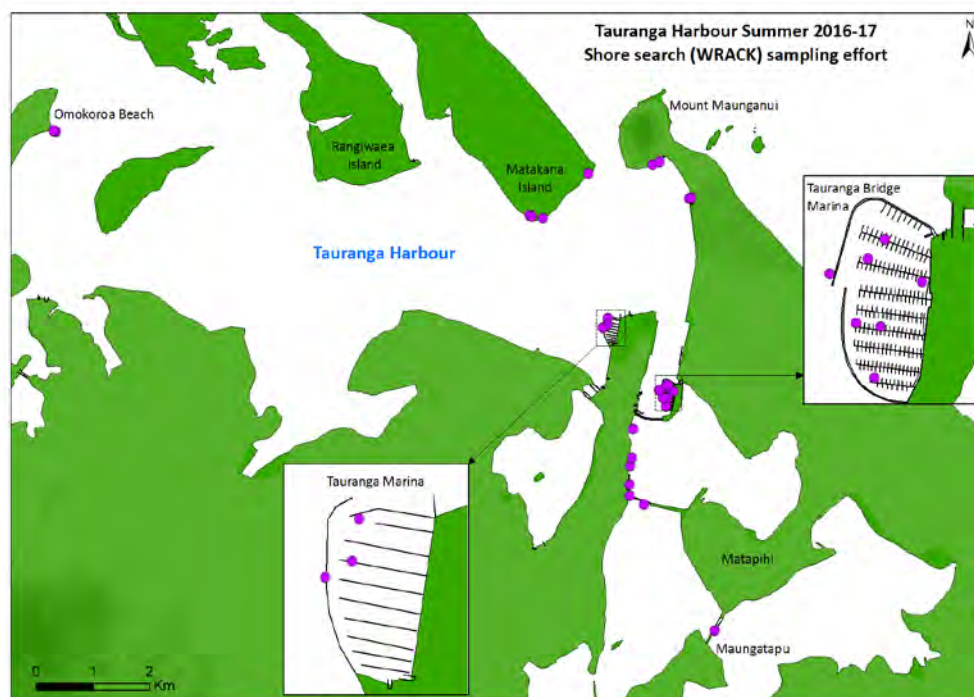 Tauranga Harbour Summer 2016-17
Shore search (WRACK) sampling effort
N
Omokoroa Beach
Mount Maunganui
Rangiwaea
Island
Matakana
Island
Tauranga Bridge
Marina
Tauranga Harbour
Tauranga Marina
Matapihi
Maungatapu
0 1 2
Km